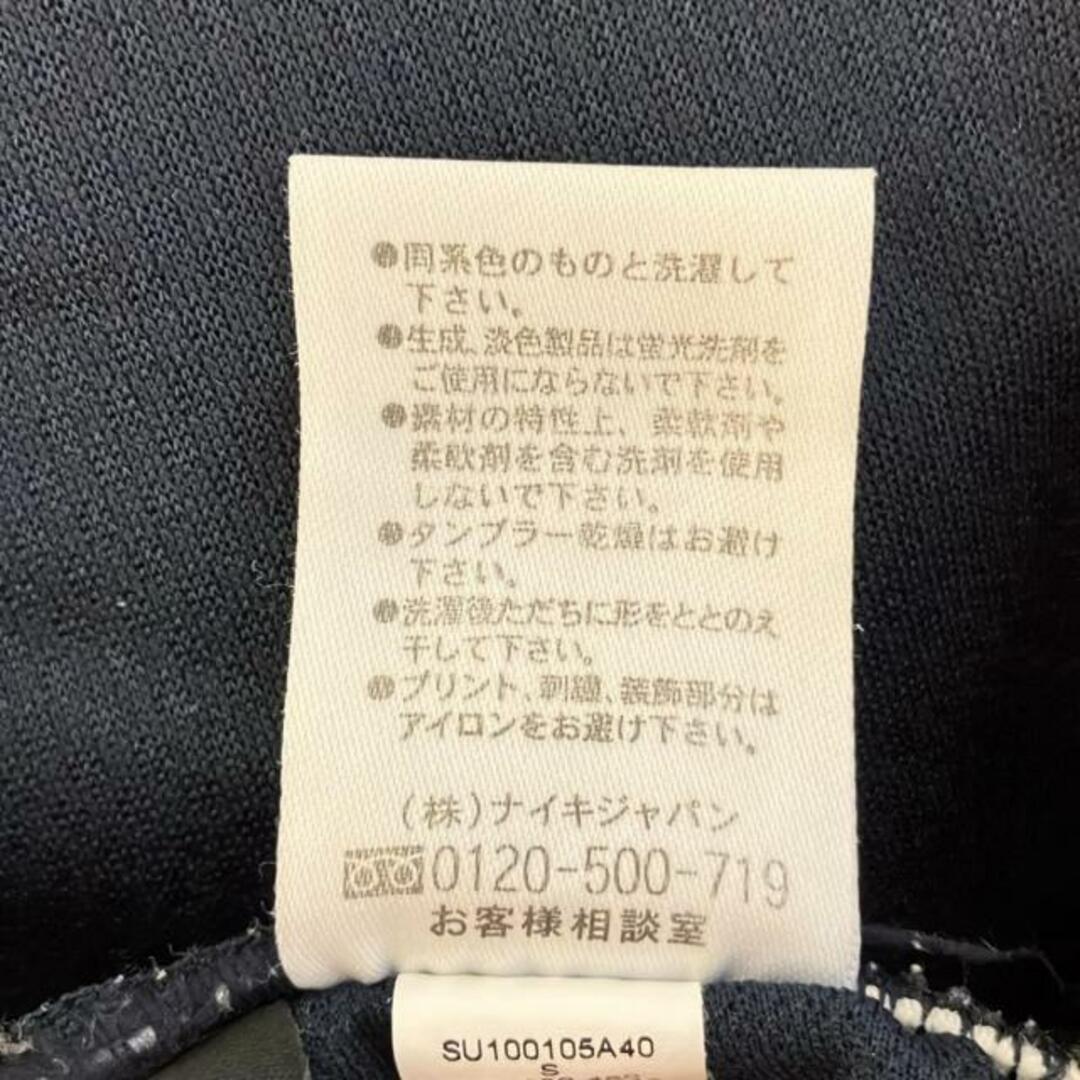 ●同系色のものと洗濯して
下さい。
●生成、淡色製品は蛍光洗剤を
ご使用にならないで下さい。
●素材の特性上、柔軟剤や
柔軟剤を含む洗剤を使用
しないで下さい。
●タンブラー乾燥はお避け
下さい。
●洗濯後ただちに形をととのえ
干して下さい。
●プリント、刺繍、装飾部分は
アイロンをお避け下さい。
(株)ナイキジャパン
0120-500-719
お客様相談室
SU100105A40
S